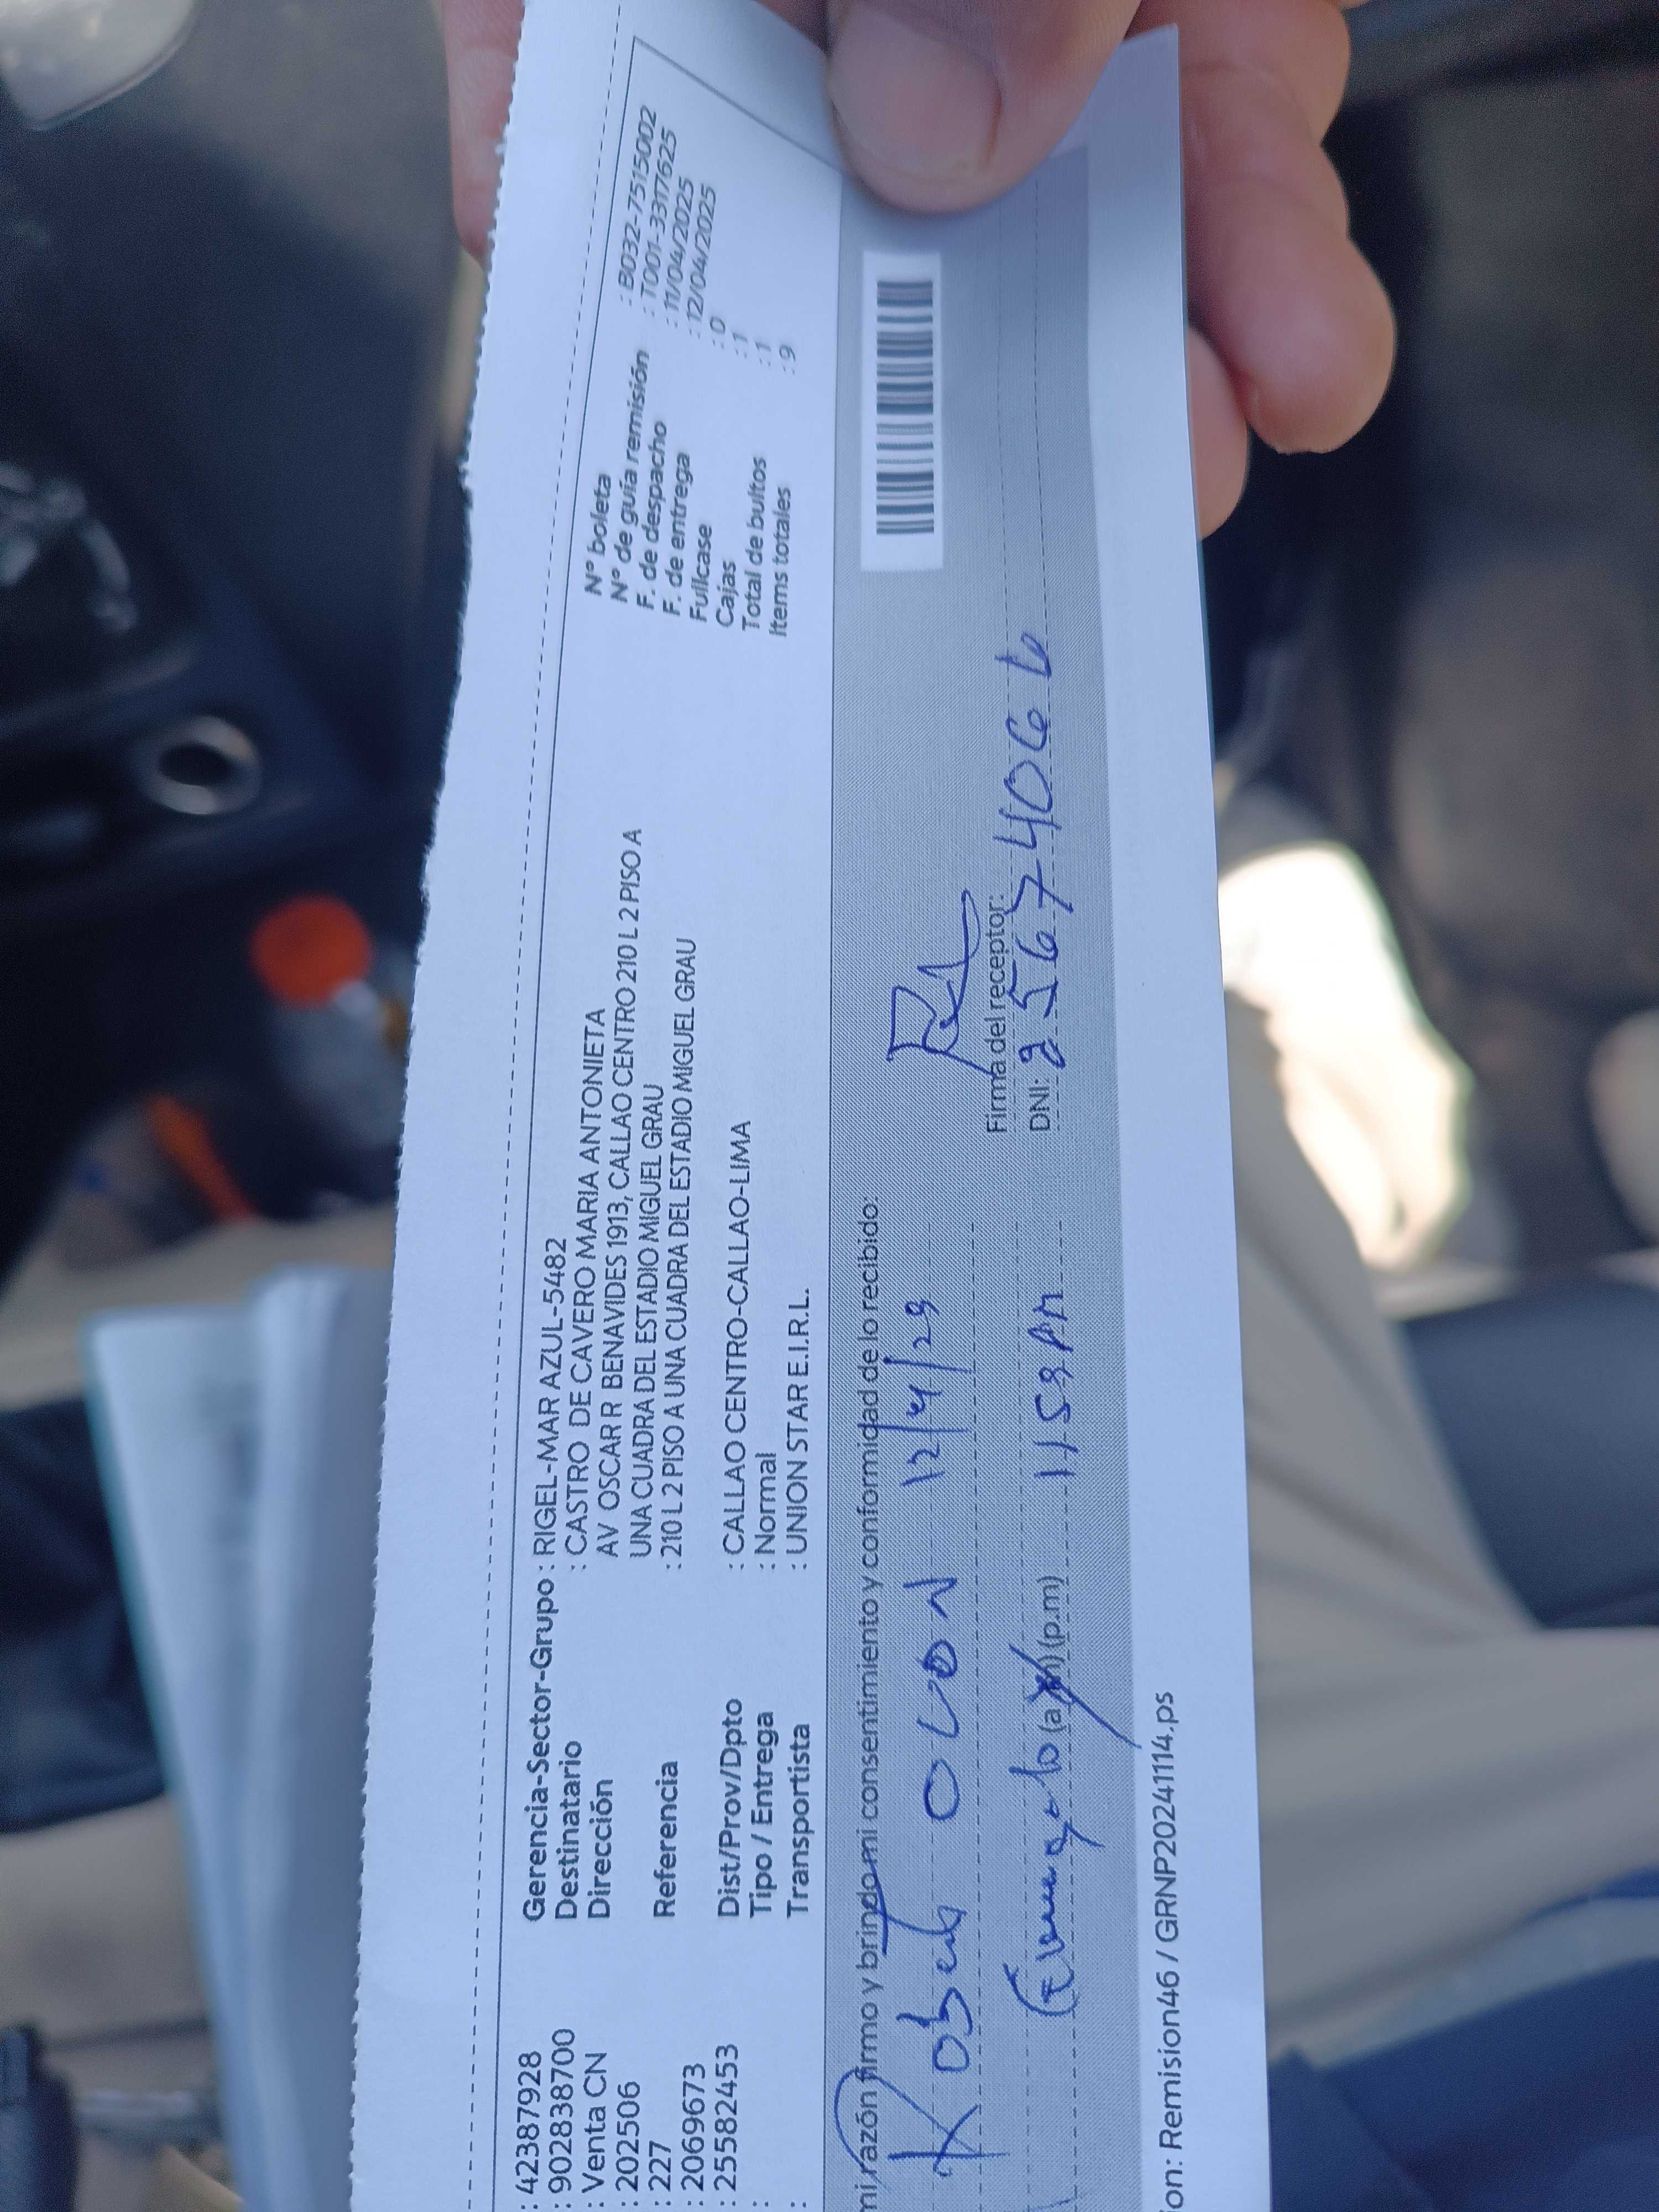 : 42387928
: 9028388700
: Venta CN
: 202506
: 227
: 2069673
: 25582453
:
:
Gerencia-Sector-Grupo : RIGEL-MAR AZUL-5482
Destinatario : CASTRO DE CAVERO MARIA ANTONIETA
Dirección AV OSCAR R BENAVIDES 1913, CALLAO CENTRO 210 L 2 PISO A
UNA CUADRA DEL ESTADIO MIGUEL GRAU
Referencia : 210 L 2 PISO A UNA CUADRA DEL ESTADIO MIGUEL GRAU
Dist/Prov/Dpto : CALLAO CENTRO-CALLAO-LIMA
Tipo / Entrega : Normal
Transportista : UNION STAR E.I.R.L.
N° boleta : B032-7515002
N° de guía remisión : T001-33177625
F. de despacho : 11/04/2025
F. de entrega : 12/04/2025
Fullcase : 0
Cajas : 1
Total de bultos : 1
Items totales : 9
mi razón firmo y brindo mi consentimiento y conformidad de lo recibido:
12/4/25
(a.m) (p.m)
Firma del receptor:
DNI: 25674066
on: Remision46 / GRNP20241114.ps